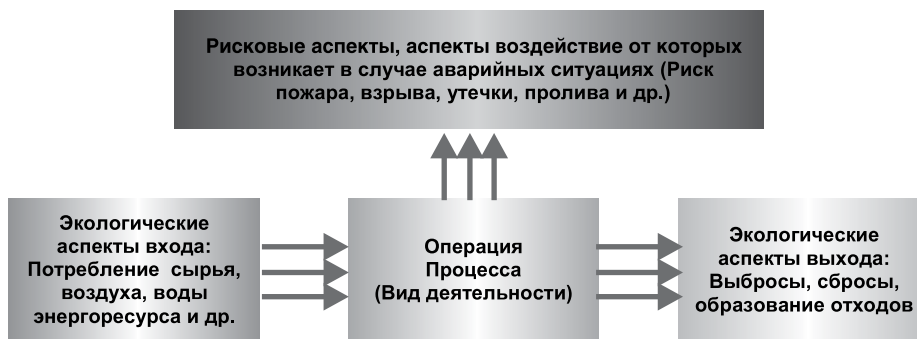 Рисковые аспекты, аспекты воздействие от которых
возникает в случае аварийных ситуациях (Риск
пожара, взрыва, утечки, пролива и др.)
Экологические
аспекты входа:
Потребление сырья,
воздуха, воды
энергоресурса и др.
Операция
Процесса
(Вид деятельности)
Экологические
аспекты выхода:
Выбросы, сбросы,
образование отходов